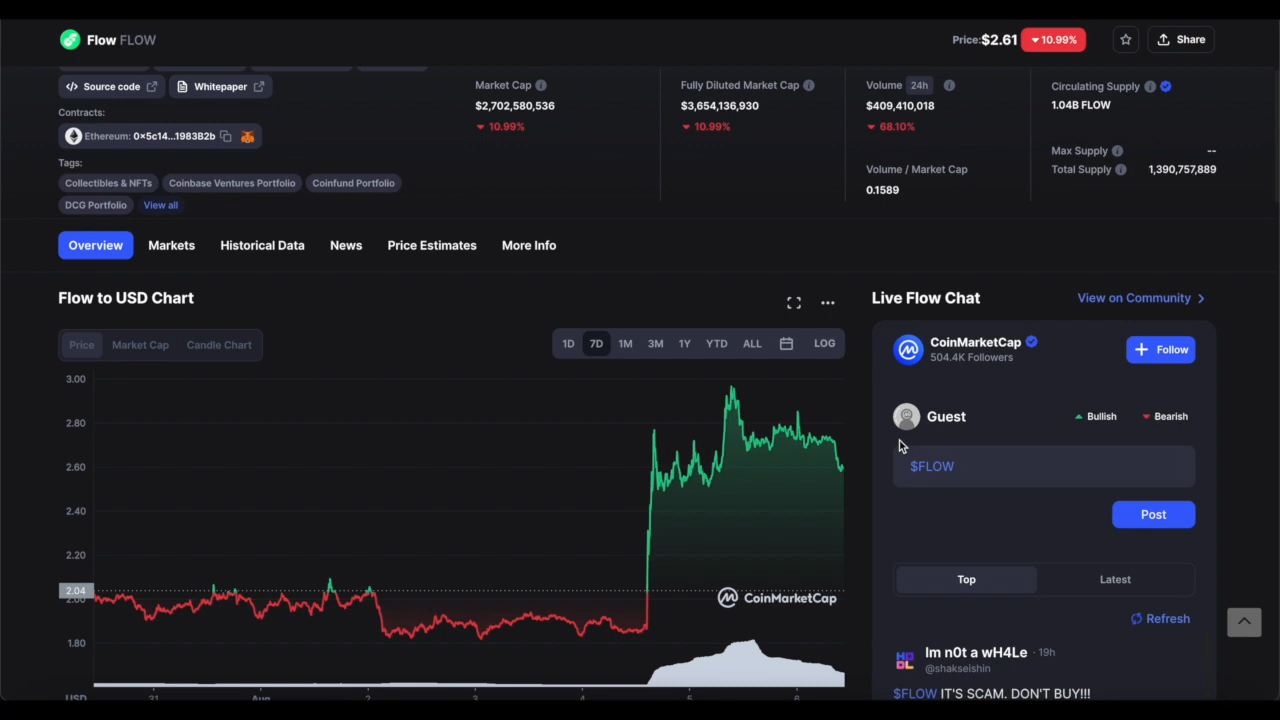 Flow FLOW
Price:$2.61 10.99% Share
Source code Whitepaper
Contracts:
Ethereum: 0x5c14...1983B2b
Tags:
Collectibles & NFTs Coinbase Ventures Portfolio Coinfund Portfolio
DCG Portfolio View all
Market Cap
$2,702,580,536
10.99%
Fully Diluted Market Cap
$3,654,136,930
10.99%
Volume 24h
$409,410,018
68.10%
Volume / Market Cap
0.1589
Circulating Supply
1.04B FLOW
Max Supply --
Total Supply 1,390,757,889
Overview Markets Historical Data News Price Estimates More Info
Flow to USD Chart
Price Market Cap Candle Chart
1D 7D 1M 3M 1Y YTD ALL LOG
3.00
2.80
2.60
2.40
2.20
2.04
2.00
1.80
CoinMarketCap
USD 31 Aug 2 3 4 5 6
Live Flow Chat View on Community
CoinMarketCap
504.4K Followers
Follow
Guest Bullish Bearish
$FLOW
Post
Top Latest
Refresh
Im n0t a wH4Le · 19h
@shakseishin
$FLOW IT'S SCAM. DON'T BUY!!!